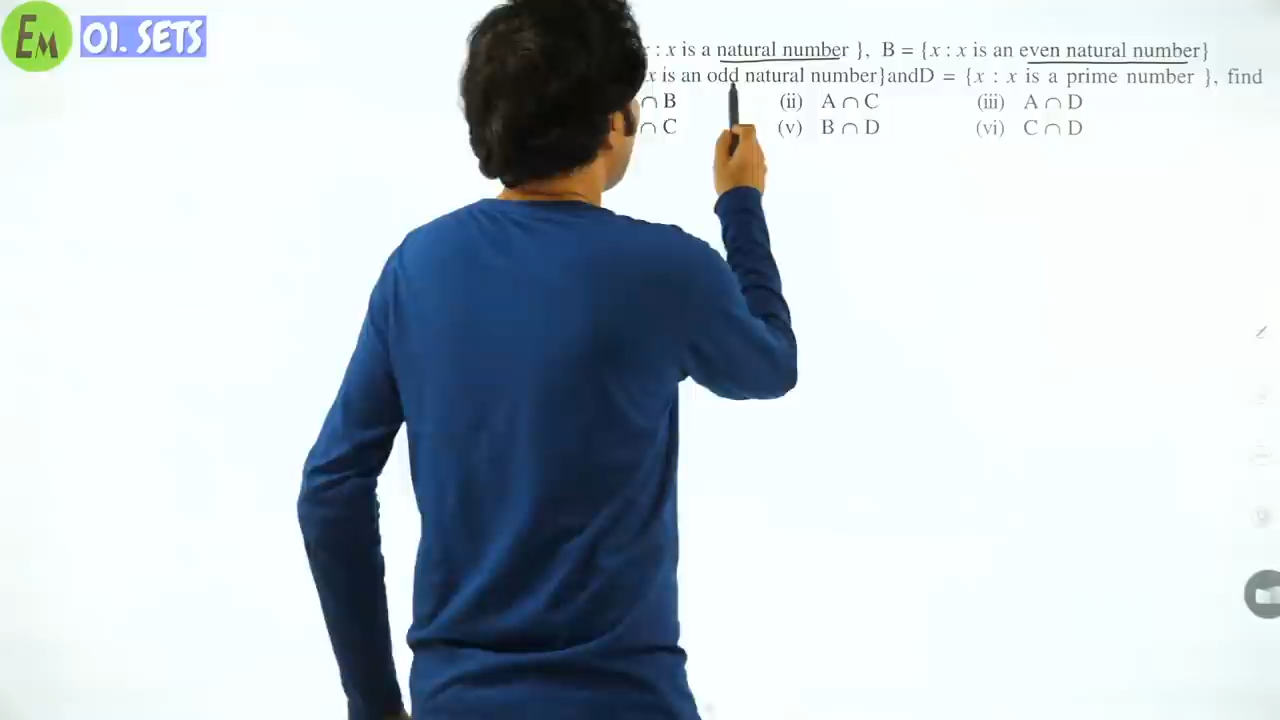 EM 01. SETS
: x is a natural number }, B = {x : x is an even natural number}
x is an odd natural number}andD = {x : x is a prime number }, find
∩ B (ii) A ∩ C (iii) A ∩ D
∩ C (v) B ∩ D (vi) C ∩ D